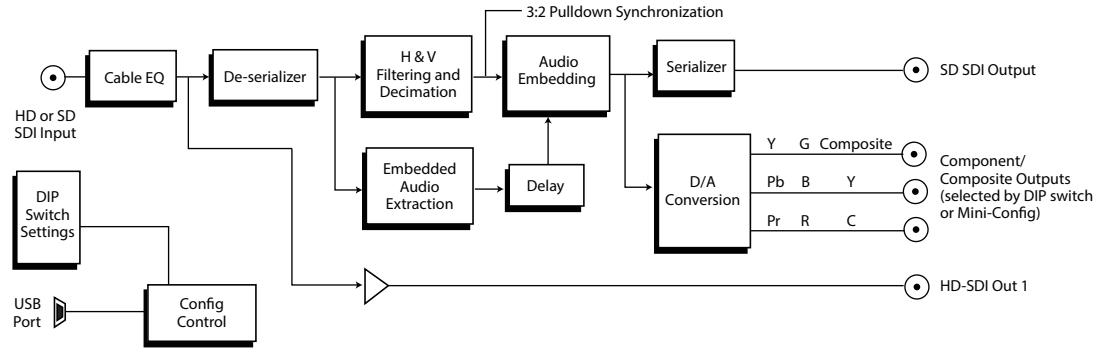 3:2 Pulldown Synchronization
Cable EQ
De-serializer
H & V
Filtering and
Decimation
Audio
Embedding
Serializer
SD SDI Output
HD or SD
SDI Input
Embedded
Audio
Extraction
Delay
D/A
Conversion
Y G Composite
Pb B Y
Pr R C
Component/
Composite Outputs
(selected by DIP switch
or Mini-Config)
DIP
Switch
Settings
HD-SDI Out 1
USB
Port
Config
Control